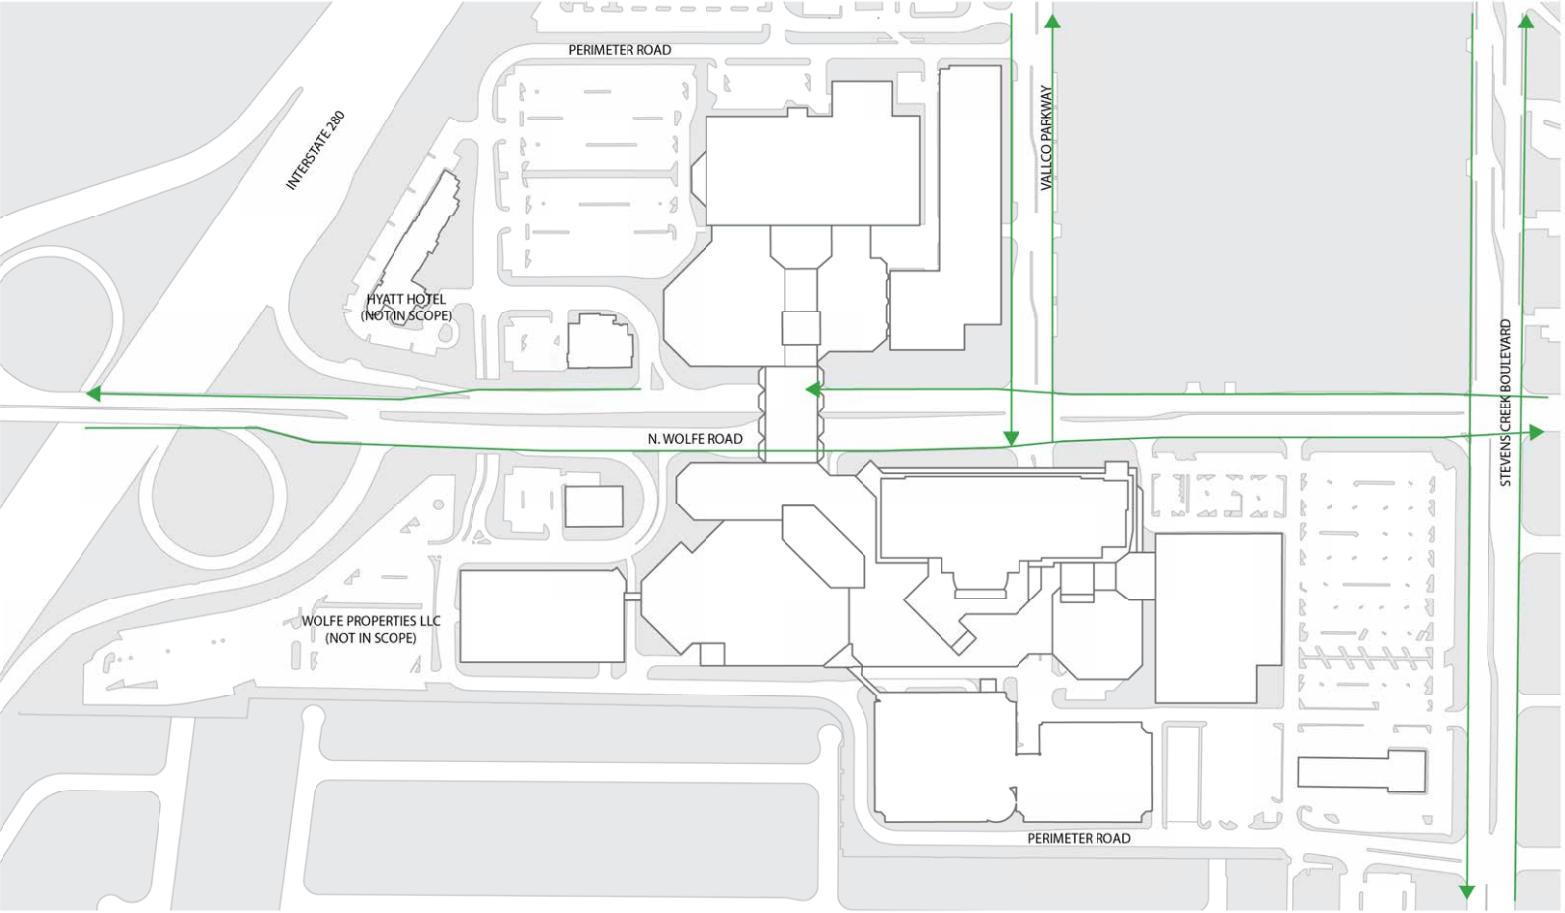 PERIMETER ROAD
INTERSTATE 280
VALLCO PARKWAY
HYATT HOTEL
(NOT IN SCOPE)
STEVENS CREEK BOULEVARD
N. WOLFE ROAD
WOLFE PROPERTIES LLC
(NOT IN SCOPE)
PERIMETER ROAD